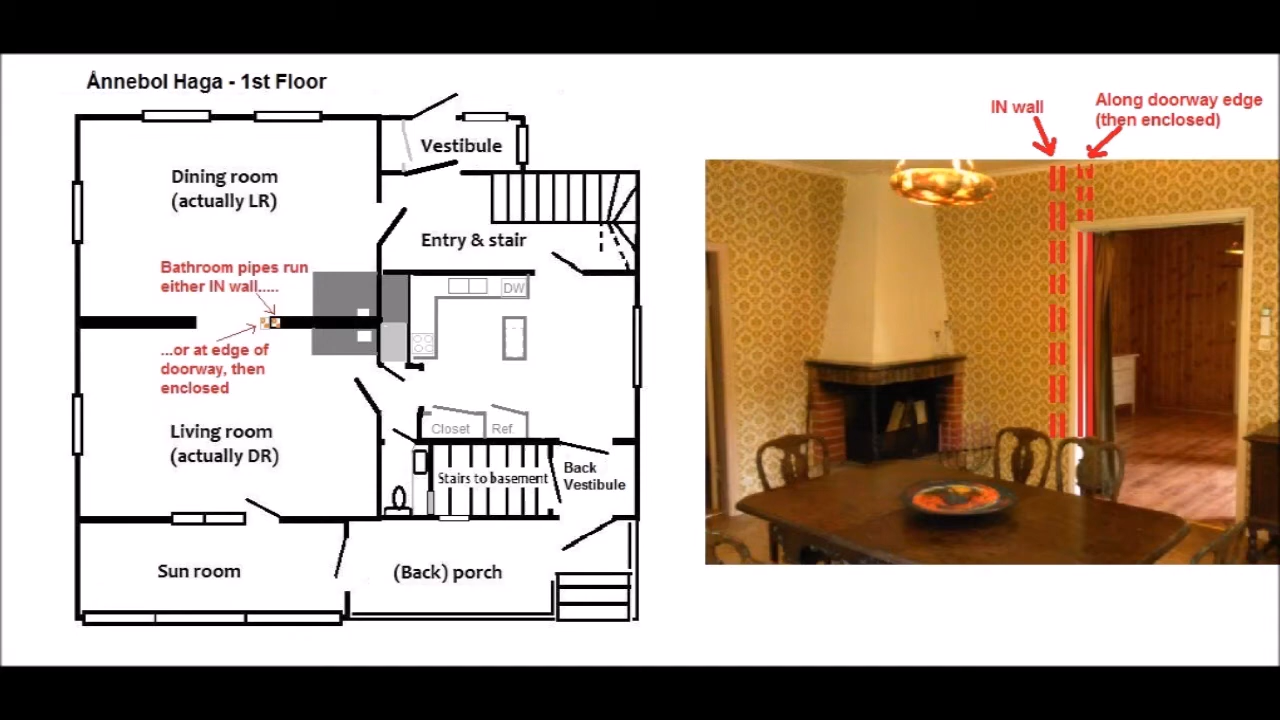 Ånnebol Haga - 1st Floor
IN wall
Along doorway edge
(then enclosed)
Vestibule
Dining room
(actually LR)
Entry & stair
Bathroom pipes run
either IN wall.....
DW
...or at edge of
doorway, then
enclosed
Living room
(actually DR)
Closet
Ref.
Stairs to basement
Back
Vestibule
Sun room
(Back) porch